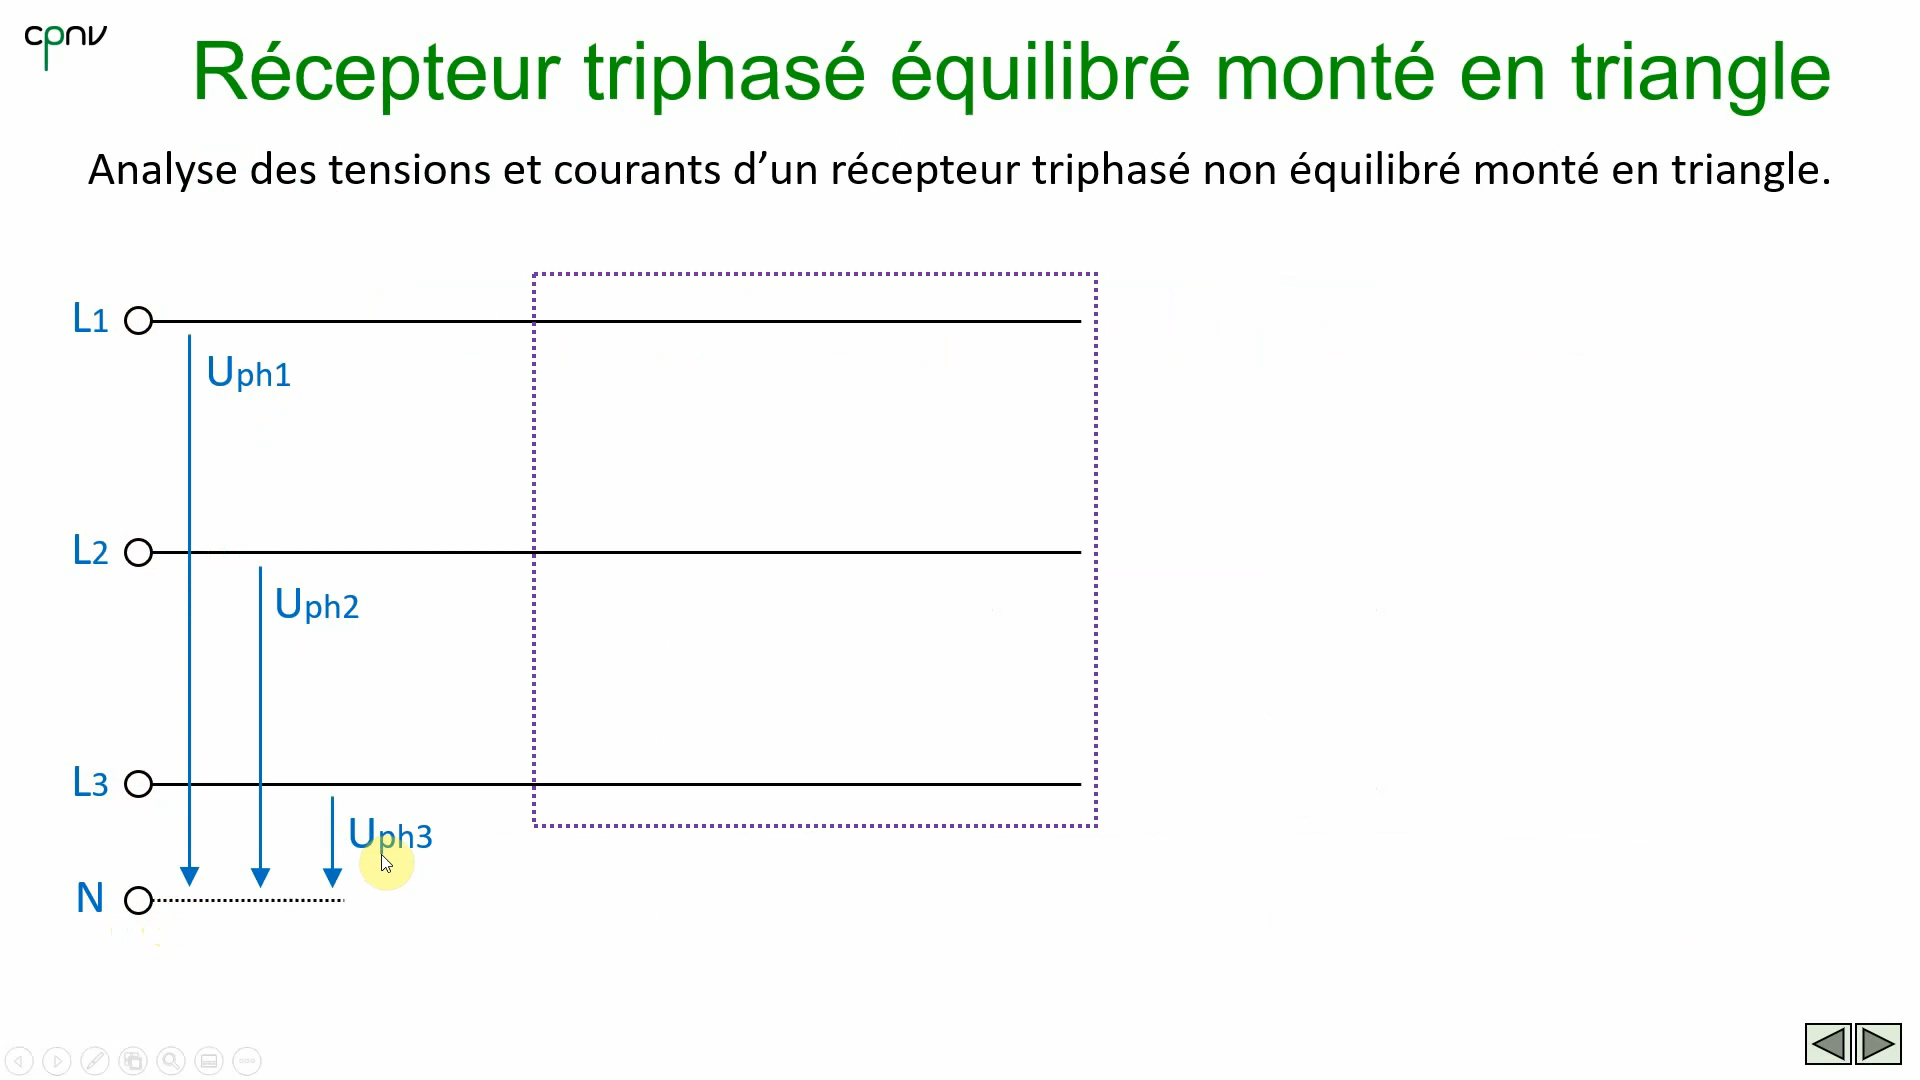 cpnv
Récepteur triphasé équilibré monté en triangle
Analyse des tensions et courants d’un récepteur triphasé non équilibré monté en triangle.
L1
Uph1
L2
Uph2
L3
Uph3
N